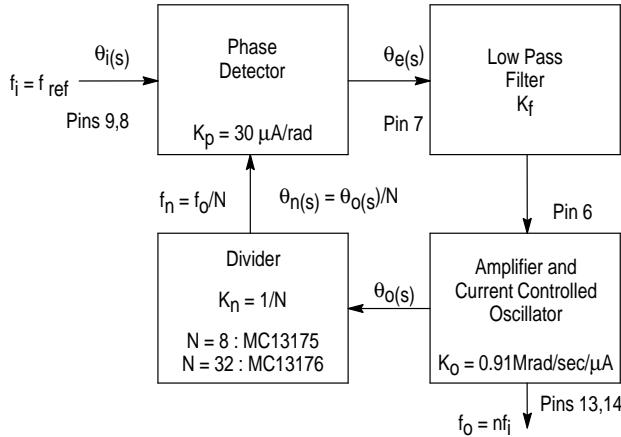 θi(s)
fi = f ref
Pins 9,8
Phase
Detector
Kp = 30 µA/rad
θe(s)
Pin 7
Low Pass
Filter
Kf
fn = fo/N
θn(s) = θo(s)/N
Pin 6
Divider
Kn = 1/N
N = 8 : MC13175
N = 32 : MC13176
θo(s)
Amplifier and
Current Controlled
Oscillator
Ko = 0.91Mrad/sec/µA
Pins 13,14
fo = nfi